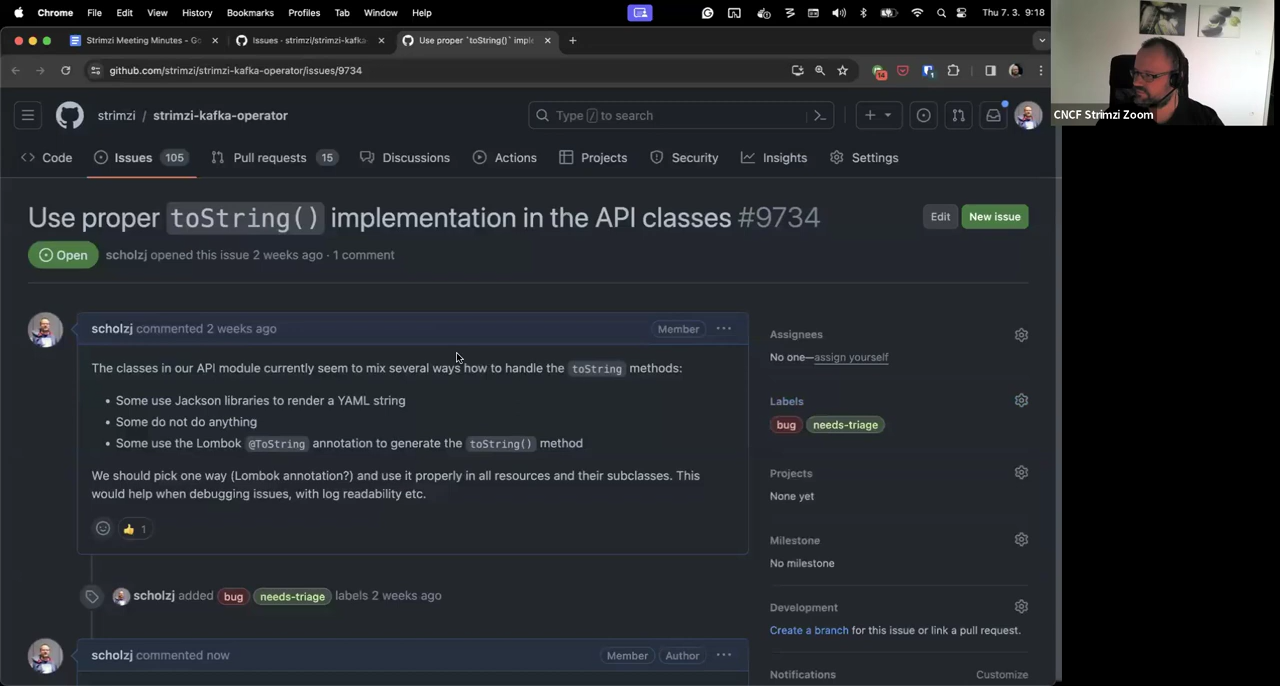 Chrome File Edit View History Bookmarks Profiles Tab Window Help Thu 7. 3. 9:18
Strimzi Meeting Minutes - Go Issues · strimzi/strimzi-kafka- Use proper `toString()` imple
github.com/strimzi/strimzi-kafka-operator/issues/9734 14 1
CNCF Strimzi Zoom
strimzi / strimzi-kafka-operator Type / to search
Code Issues 105 Pull requests 15 Discussions Actions Projects Security Insights Settings
Use proper toString() implementation in the API classes #9734 Edit New issue
Open scholzj opened this issue 2 weeks ago · 1 comment
scholzj commented 2 weeks ago Member
The classes in our API module currently seem to mix several ways how to handle the toString methods:
• Some use Jackson libraries to render a YAML string
• Some do not do anything
• Some use the Lombok @ToString annotation to generate the toString() method
We should pick one way (Lombok annotation?) and use it properly in all resources and their subclasses. This
would help when debugging issues, with log readability etc.
👍 1
scholzj added bug needs-triage labels 2 weeks ago
scholzj commented now Member Author
Assignees
No one—assign yourself
Labels
bug needs-triage
Projects
None yet
Milestone
No milestone
Development
Create a branch for this issue or link a pull request.
Notifications Customize